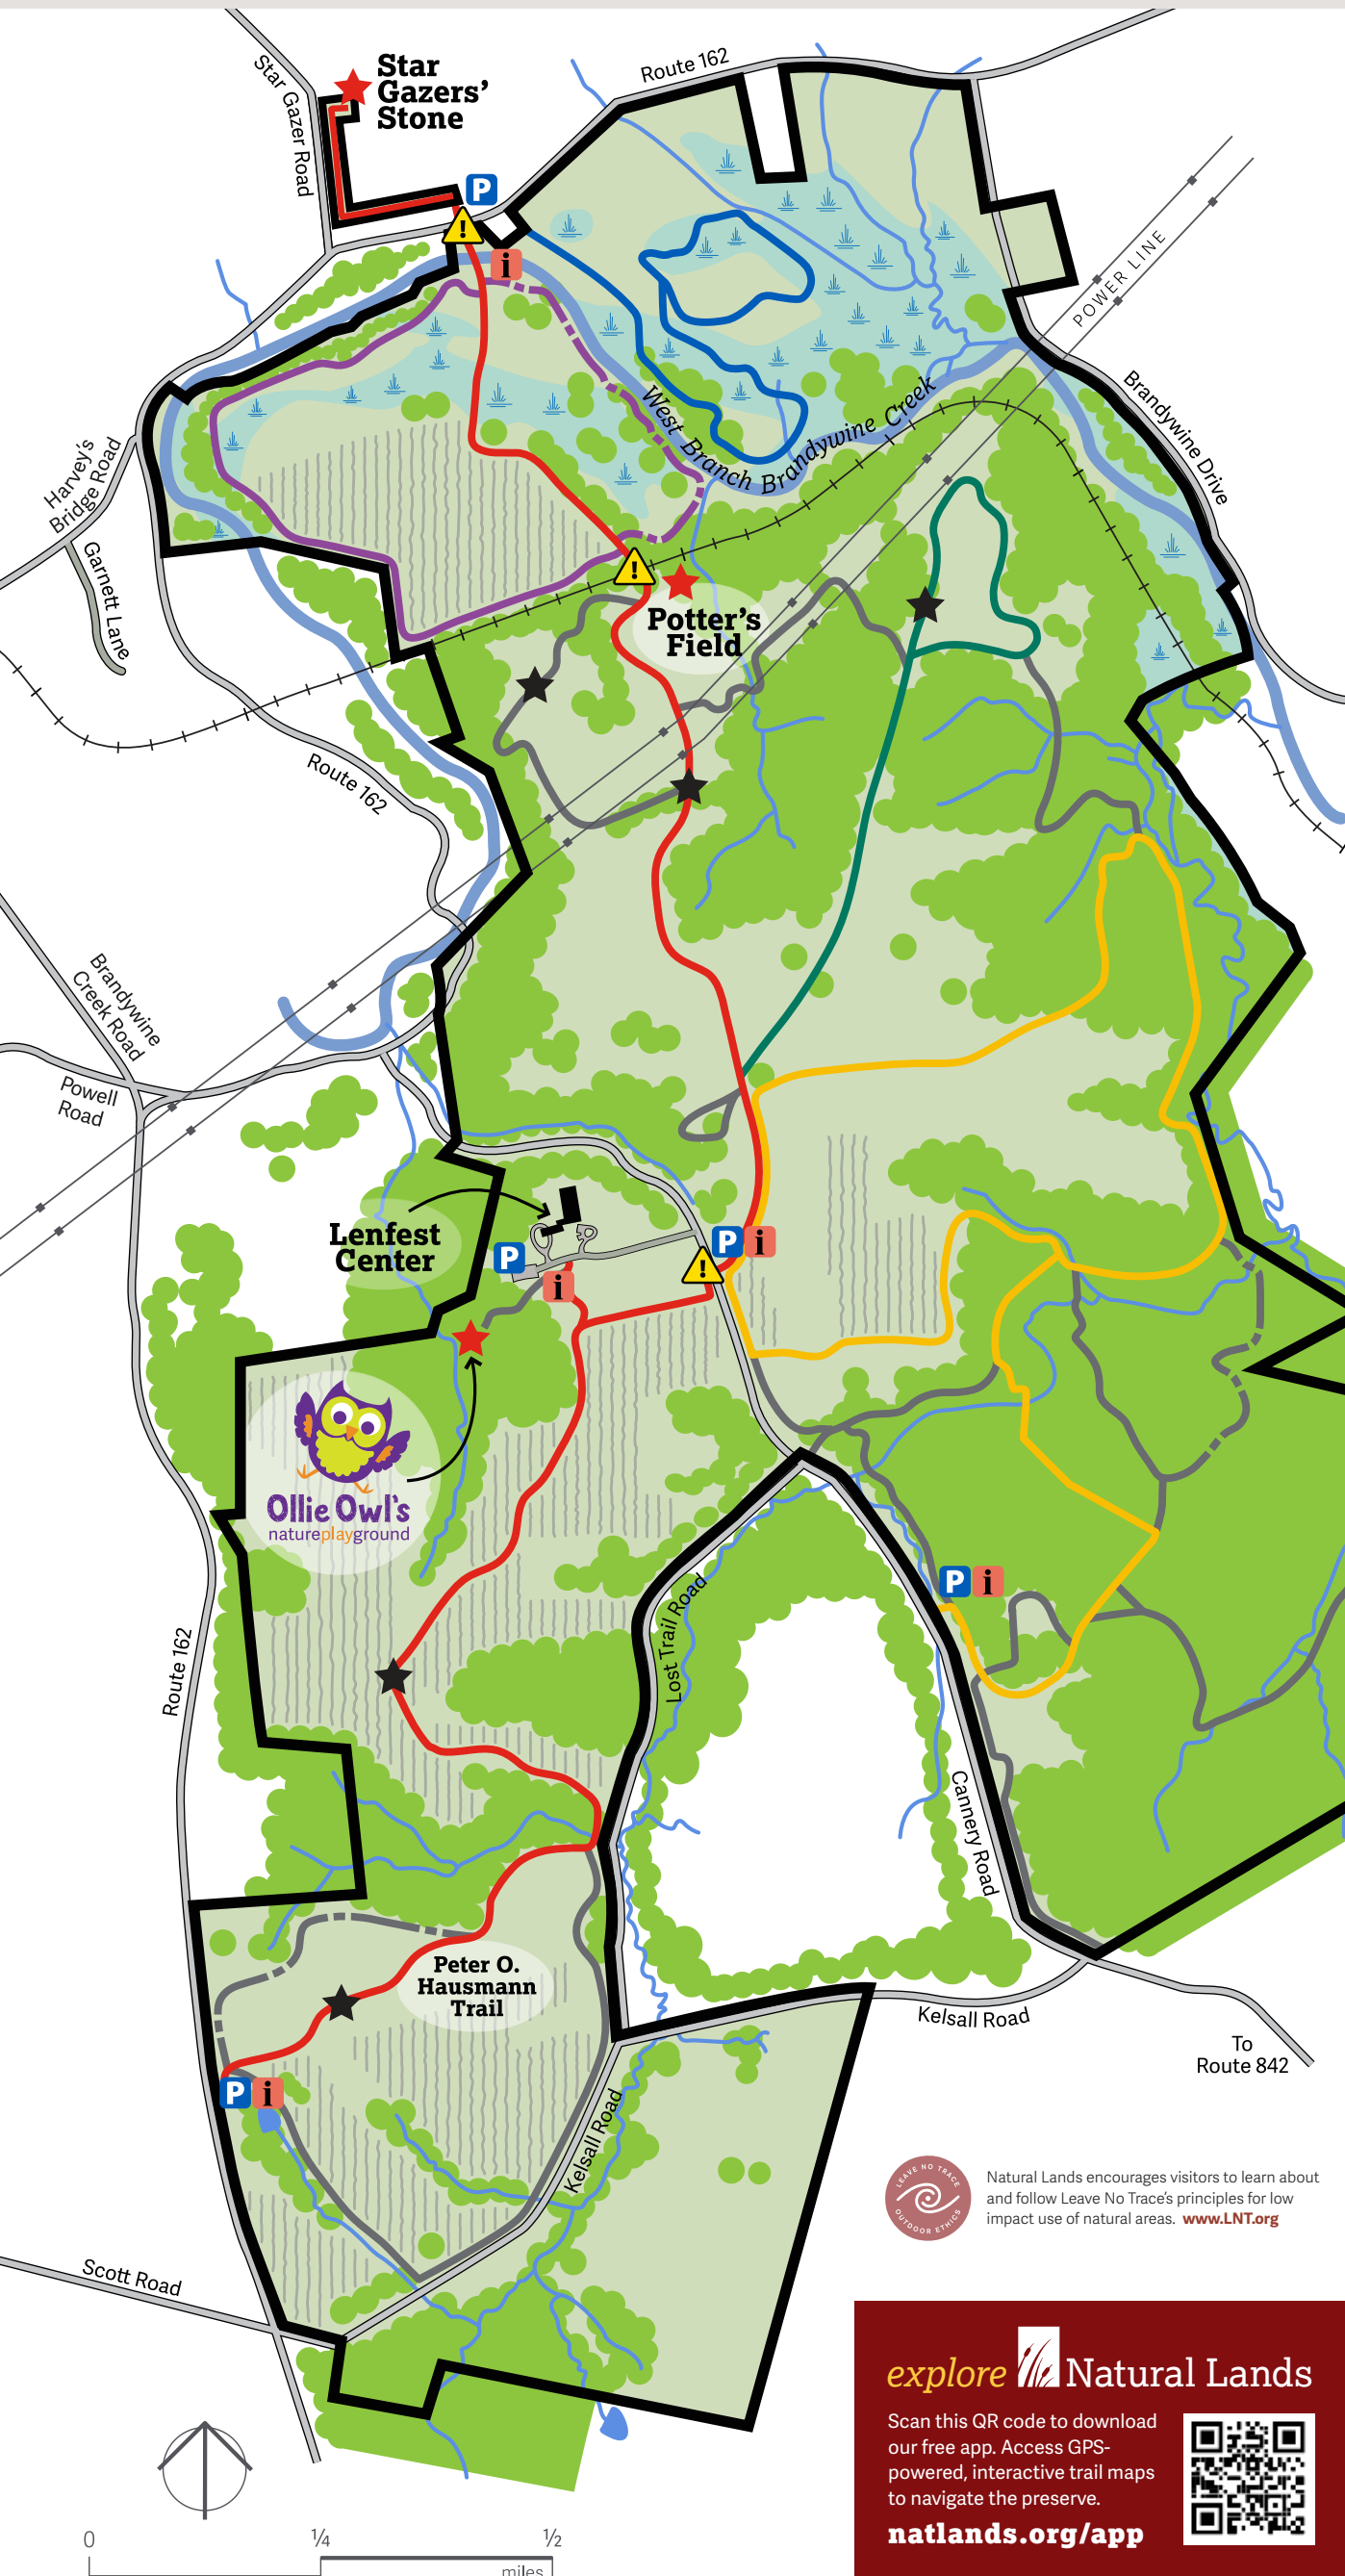 Star
Gazers’
Stone
Star Gazer Road
Route 162
P
!
i
POWER LINE
Brandywine Drive
West Branch Brandywine Creek
Harvey’s
Bridge Road
Garnett Lane
!
Potter’s
Field
Route 162
Brandywine
Creek Road
Powell
Road
Lenfest
Center
P
i
P
i
!
Ollie Owl’s
natureplayground
Lost Trail Road
P
i
Route 162
Cannery Road
Peter O.
Hausmann
Trail
Kelsall Road
To
Route 842
P
i
Kelsall Road
Scott Road
LEAVE NO TRACE
OUTDOOR ETHICS
Natural Lands encourages visitors to learn about
and follow Leave No Trace’s principles for low
impact use of natural areas. www.LNT.org
explore Natural Lands
Scan this QR code to download
our free app. Access GPS-
powered, interactive trail maps
to navigate the preserve.
natlands.org/app
0 ¼ ½
miles